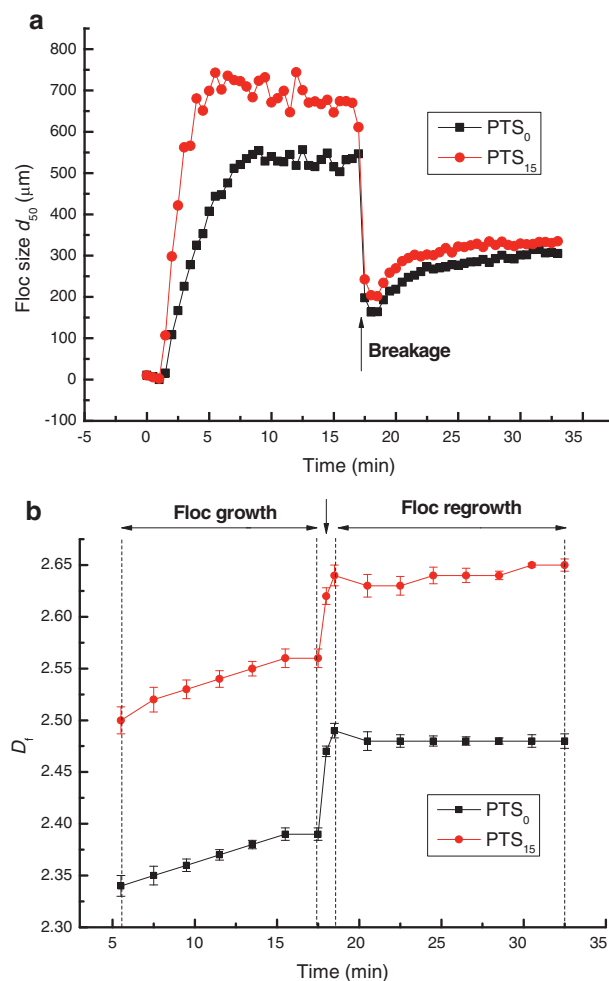 a
800
700
600
500
400
300
200
100
0
-100
Floc size d50 (μm)
PTS0
PTS15
Breakage
-5 0 5 10 15 20 25 30 35
Time (min)
b
Floc growth
Floc regrowth
2.65
2.60
2.55
2.50
2.45
2.40
2.35
2.30
Df
PTS0
PTS15
5 10 15 20 25 30 35
Time (min)